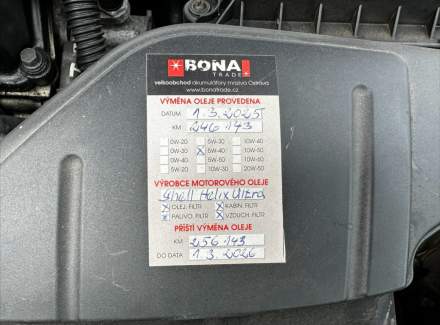 BONA
TRADE
velkoobchod akumulátory maziva Ostrava
www.bonatrade.cz
VÝMĚNA OLEJE PROVEDENA
DATUM 1.3.2025
KM 246.143
0W-20 5W-30 10W-40
0W-30 X 5W-40 10W-50
0W-40 5W-50 10W-60
5W-20 10W-30 20W-50
VÝROBCE MOTOROVÉHO OLEJE
Shell Helix Ultra
X OLEJ. FILTR X KABIN. FILTR
X PALIVO. FILTR X VZDUCH. FILTR
PŘÍŠTÍ VÝMĚNA OLEJE
KM 256.143
DO DATA 1.3.2026